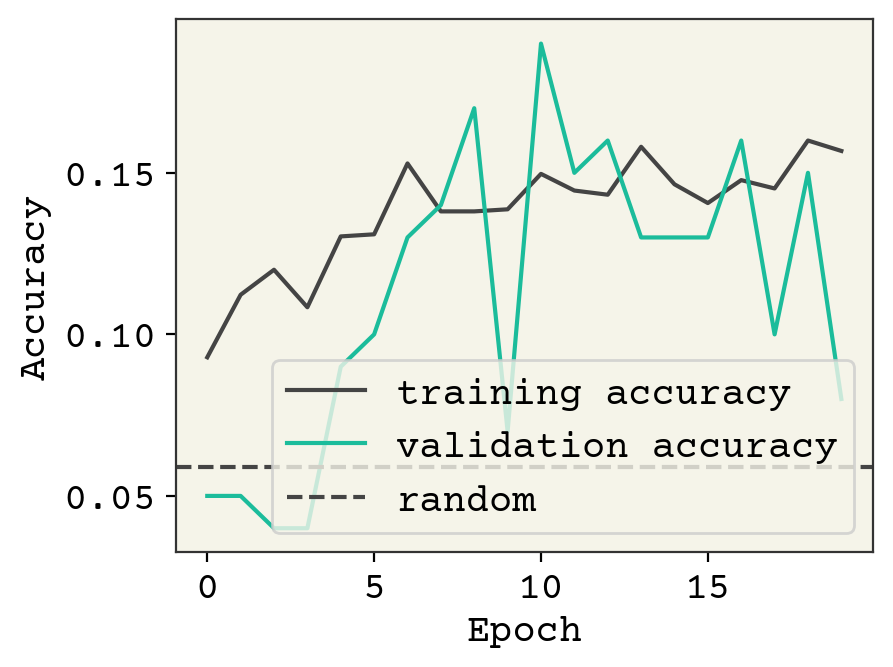 Accuracy
0.15
0.10
0.05
training accuracy
validation accuracy
random
0 5 10 15
Epoch